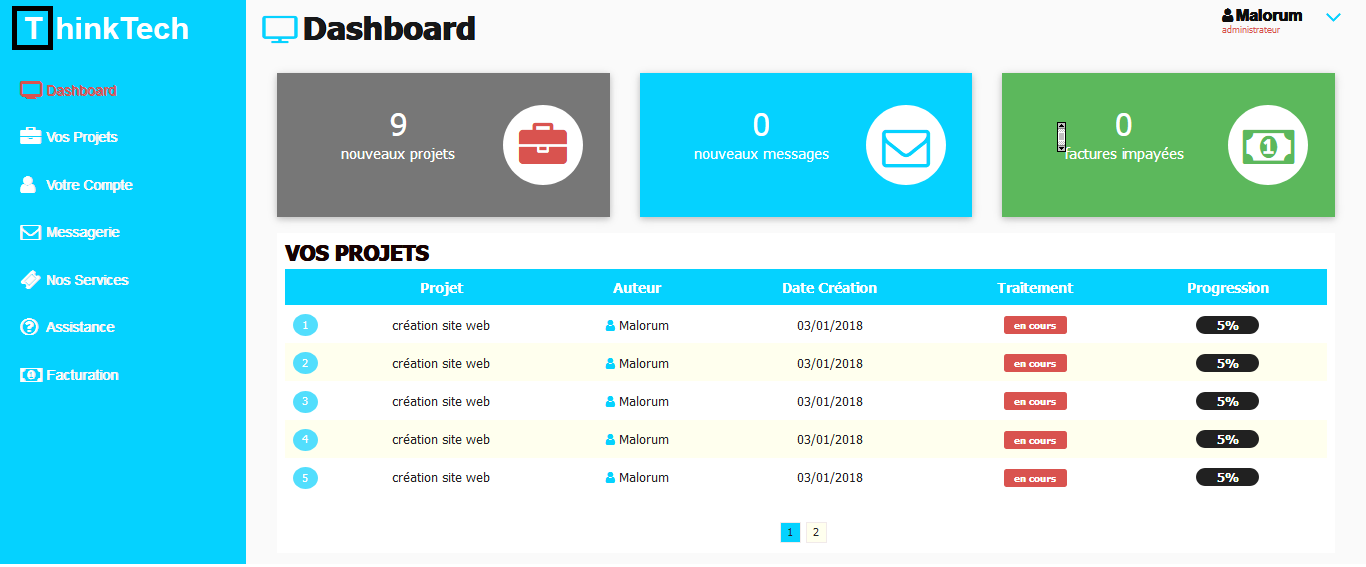 ThinkTech
Dashboard
Malorum
administrateur
Dashboard
Vos Projets
Votre Compte
Messagerie
Nos Services
Assistance
Facturation
9
nouveaux projets
0
nouveaux messages
0
factures impayées
1
VOS PROJETS
Projet Auteur Date Création Traitement Progression
1 création site web Malorum 03/01/2018 en cours 5%
2 création site web Malorum 03/01/2018 en cours 5%
3 création site web Malorum 03/01/2018 en cours 5%
4 création site web Malorum 03/01/2018 en cours 5%
5 création site web Malorum 03/01/2018 en cours 5%
1 2